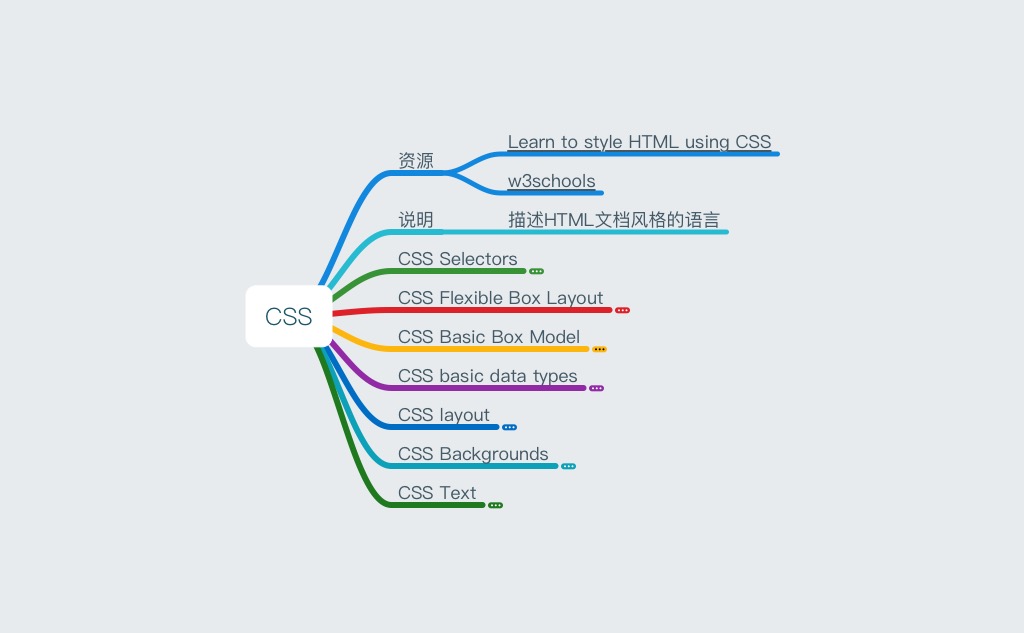 资源
Learn to style HTML using CSS
w3schools
说明
描述HTML文档风格的语言
CSS Selectors
CSS Flexible Box Layout
CSS
CSS Basic Box Model
CSS basic data types
CSS layout
CSS Backgrounds
CSS Text